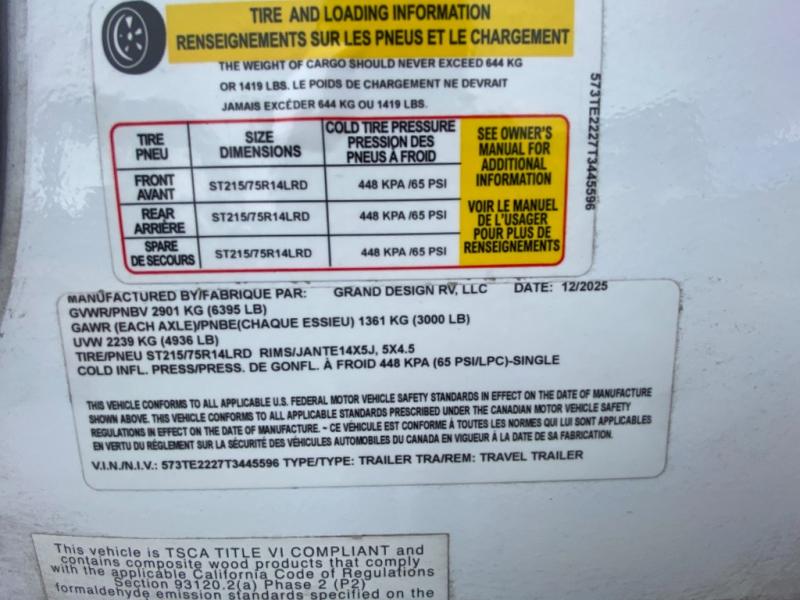 TIRE AND LOADING INFORMATION
RENSEIGNEMENTS SUR LES PNEUS ET LE CHARGEMENT
THE WEIGHT OF CARGO SHOULD NEVER EXCEED 644 KG
OR 1419 LBS. LE POIDS DE CHARGEMENT NE DEVRAIT
JAMAIS EXCÉDER 644 KG OU 1419 LBS.
TIRE
PNEU
SIZE
DIMENSIONS
COLD TIRE PRESSURE
PRESSION DES
PNEUS À FROID
FRONT
AVANT
ST215/75R14LRD
448 KPA /65 PSI
REAR
ARRIÈRE
ST215/75R14LRD
448 KPA /65 PSI
SPARE
DE SECOURS
ST215/75R14LRD
448 KPA /65 PSI
SEE OWNER'S
MANUAL FOR
ADDITIONAL
INFORMATION
VOIR LE MANUEL
DE L'USAGER
POUR PLUS DE
RENSEIGNEMENTS
573TE2227T3445596
MANUFACTURED BY/FABRIQUE PAR: GRAND DESIGN RV, LLC DATE: 12/2025
GVWR/PNBV 2901 KG (6395 LB)
GAWR (EACH AXLE)/PNBE(CHAQUE ESSIEU) 1361 KG (3000 LB)
UVW 2239 KG (4936 LB)
TIRE/PNEU ST215/75R14LRD RIMS/JANTE14X5J, 5X4.5
COLD INFL. PRESS/PRESS. DE GONFL. À FROID 448 KPA (65 PSI/LPC)-SINGLE
THIS VEHICLE CONFORMS TO ALL APPLICABLE U.S. FEDERAL MOTOR VEHICLE SAFETY STANDARDS IN EFFECT ON THE DATE OF MANUFACTURE
SHOWN ABOVE. THIS VEHICLE CONFORMS TO ALL APPLICABLE STANDARDS PRESCRIBED UNDER THE CANADIAN MOTOR VEHICLE SAFETY
REGULATIONS IN EFFECT ON THE DATE OF MANUFACTURE. - CE VÉHICULE EST CONFORME À TOUTES LES NORMES QUI LUI SONT APPLICABLES
EN VERTU DU RÈGLEMENT SUR LA SÉCURITÉ DES VÉHICULES AUTOMOBILES DU CANADA EN VIGUEUR À LA DATE DE SA FABRICATION.
V.I.N./N.I.V.: 573TE2227T3445596 TYPE/TYPE: TRAILER TRA/REM: TRAVEL TRAILER
This vehicle is TSCA TITLE VI COMPLIANT and
contains composite wood products that comply
with the applicable California Code of Regulations
Section 93120.2(a) Phase 2 (P2)
formaldehyde emission standards specified on the